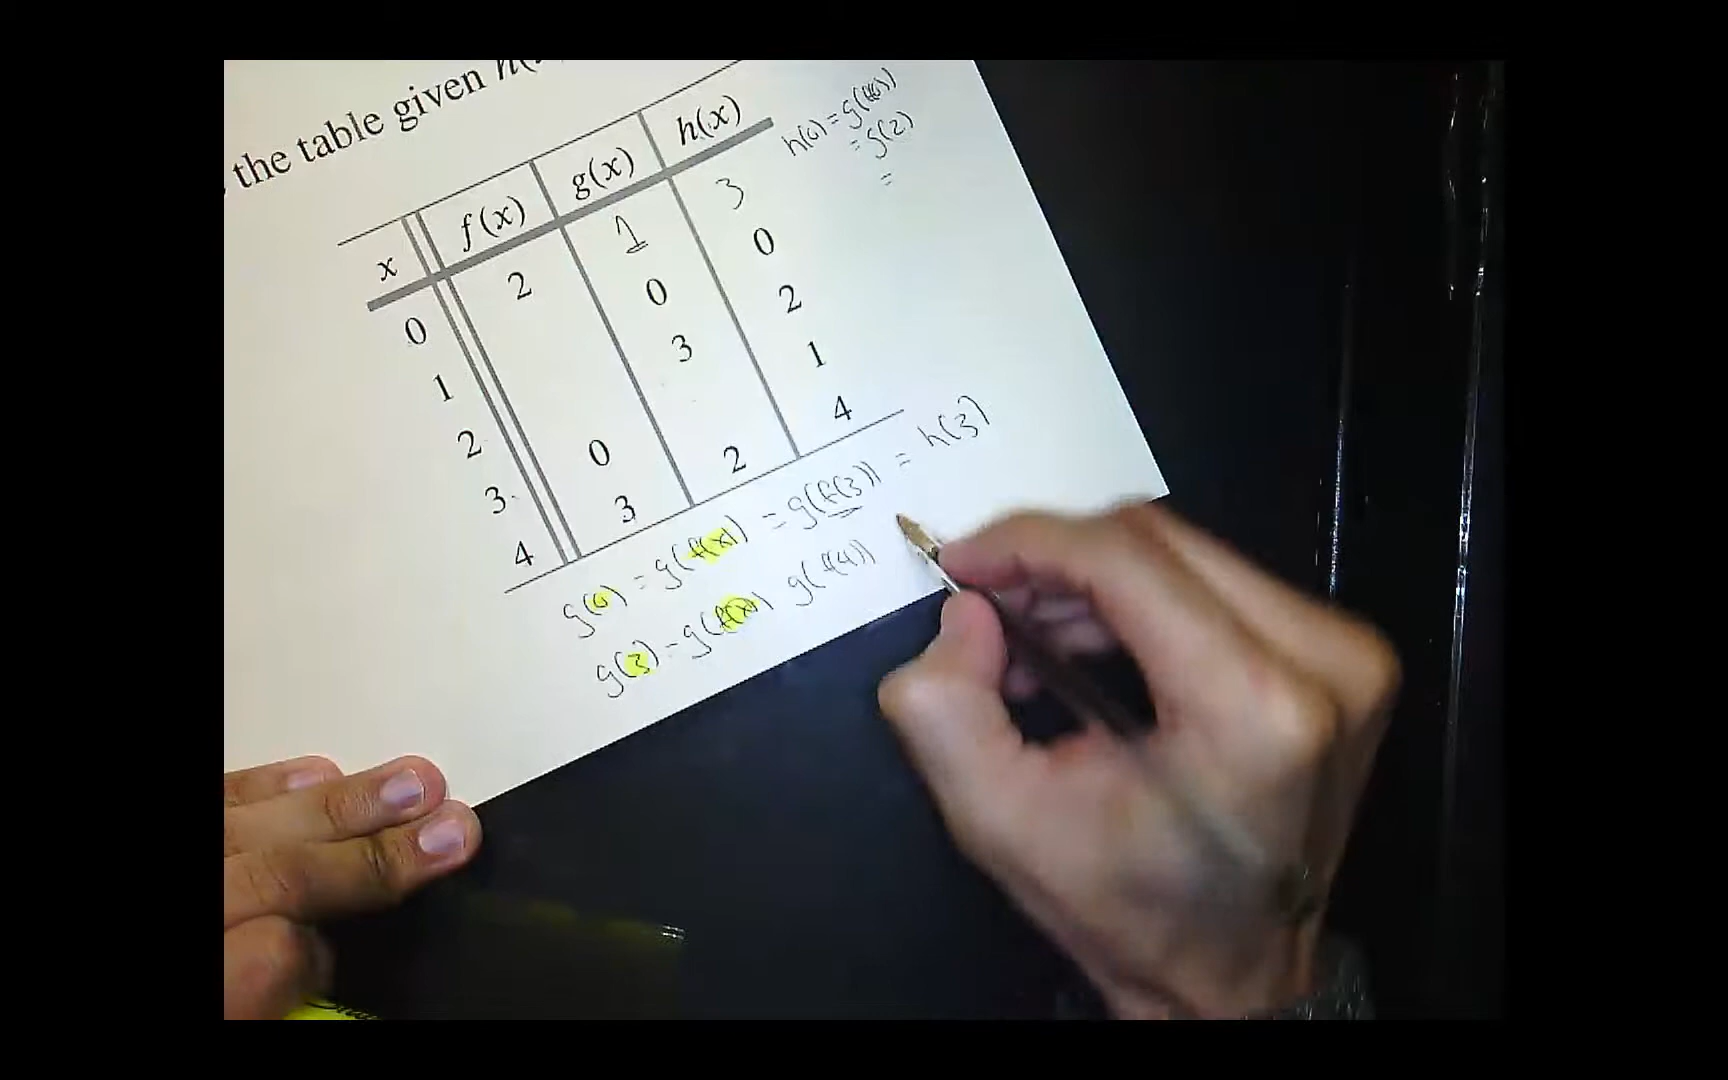 the table given h(
x f(x) g(x) h(x)
0 2 1 3
1 0 0
2 3 2
3 0 1
4 3 2 4
h(0) = g(f(0))
= g(2)
=
g(0) = g(f(x)) = g(f(3)) = h(3)
g(3) = g(f(x)) g(f(4))